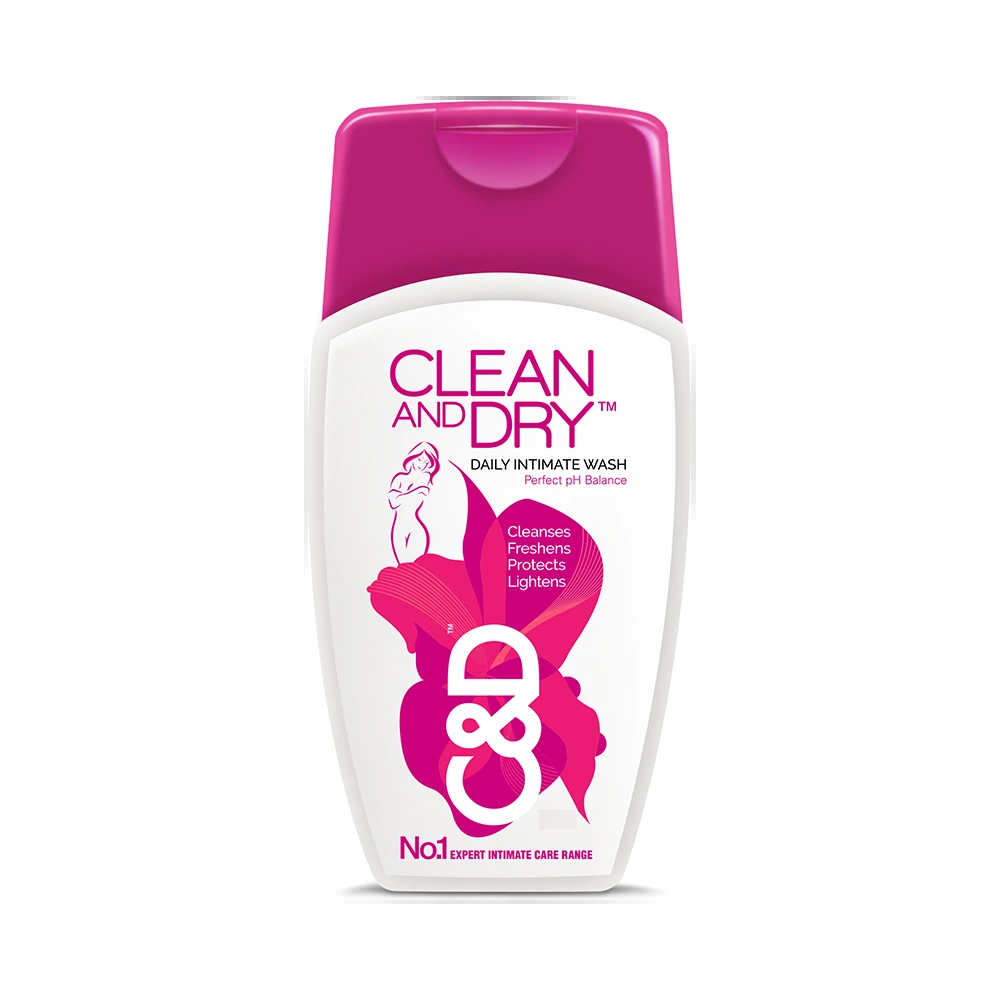 CLEAN
AND DRY™
DAILY INTIMATE WASH
Perfect pH Balance
Cleanses
Freshens
Protects
Lightens
C&D™
No.1 EXPERT INTIMATE CARE RANGE